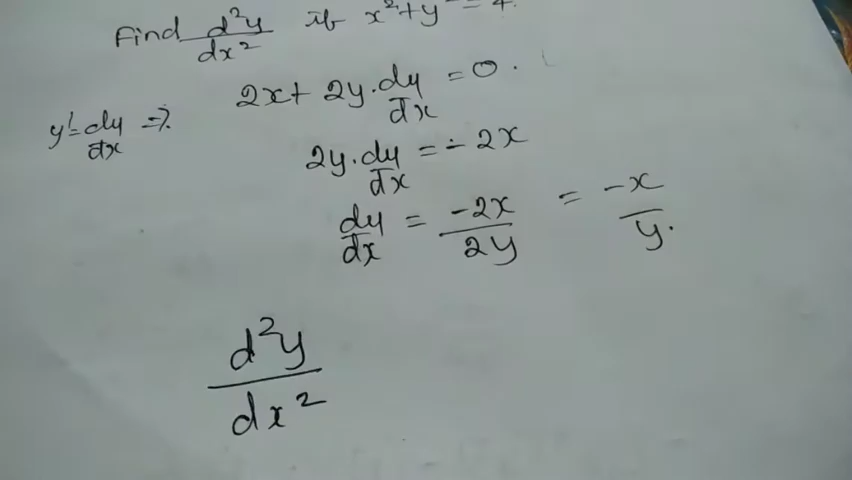 Find d²y/dx² if x²+y = 4.
2x + 2y.dy/dx = 0.
y' = dy/dx ⇒
2y.dy/dx = -2x
dy/dx = -2x/2y = -x/y.
d²y/dx²